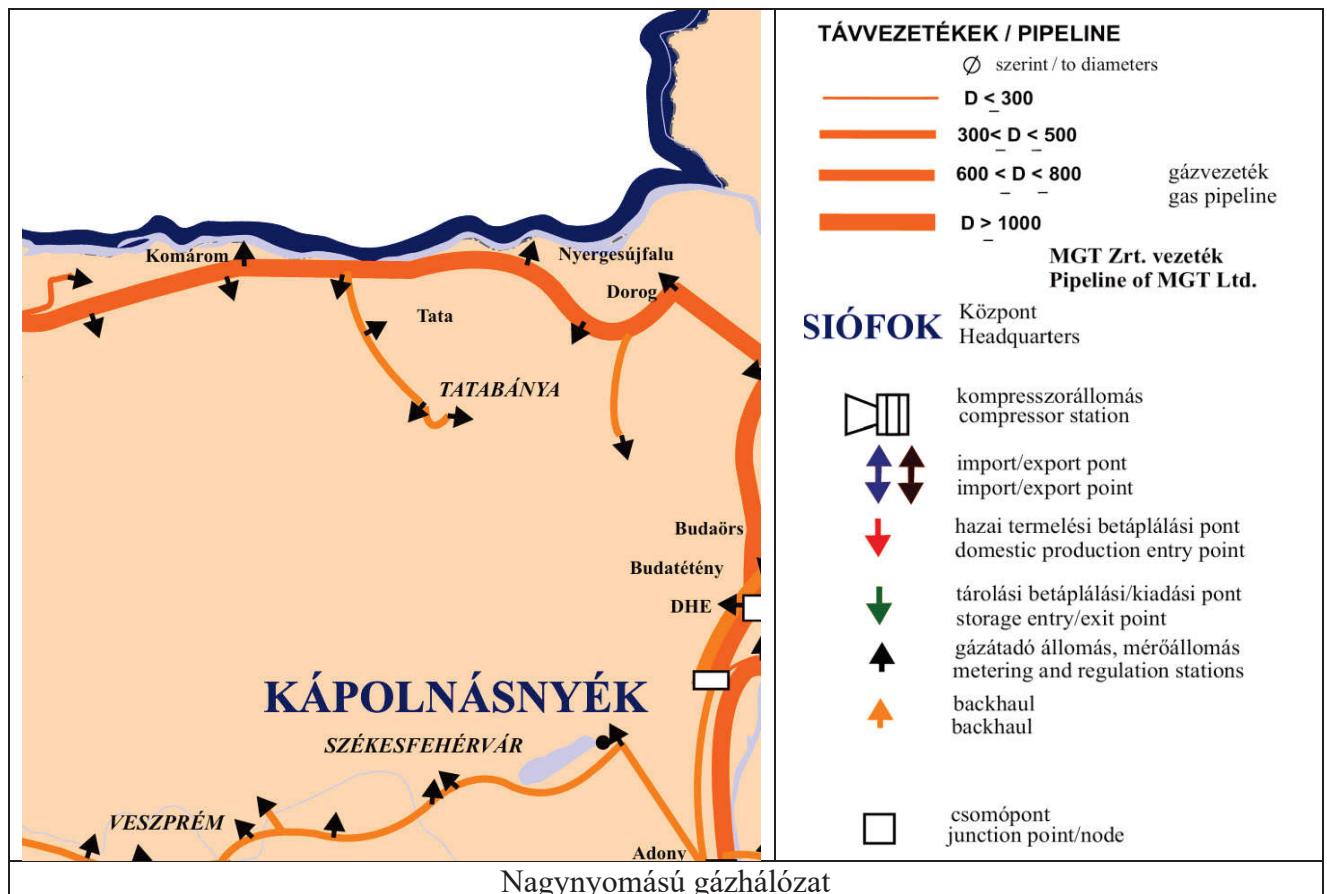 Komárom
Nyergesújfalu
Dorog
Tata
TATABÁNYA
Budaörs
Budatétény
DHE
KÁPOLNÁSNYÉK
SZÉKESFEHÉRVÁR
VESZPRÉM
Adony
TÁVVEZETÉKEK / PIPELINE
Ø szerint / to diameters
D ≤ 300
300≤ D ≤ 500
600 ≤ D ≤ 800
gázvezeték
gas pipeline
D ≥ 1000
MGT Zrt. vezeték
Pipeline of MGT Ltd.
SIÓFOK
Központ
Headquarters
kompresszorállomás
compressor station
import/export pont
import/export point
hazai termelési betáplálási pont
domestic production entry point
tárolási betáplálási/kiadási pont
storage entry/exit point
gázátadó állomás, mérőállomás
metering and regulation stations
backhaul
backhaul
csomópont
junction point/node
Nagynyomású gázhálózat